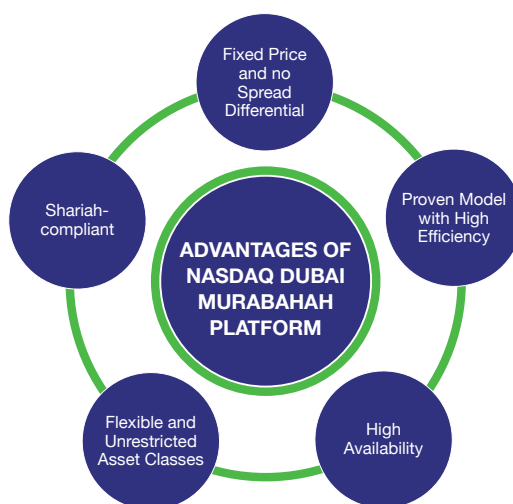 Fixed Price
and no
Spread
Differential
Shariah-
compliant
Proven Model
with High
Efficiency
ADVANTAGES OF
NASDAQ DUBAI
MURABAHAH
PLATFORM
Flexible and
Unrestricted
Asset Classes
High
Availability